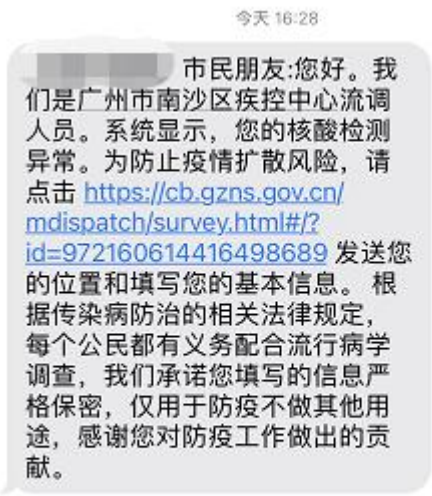 今天 16:28
市民朋友:您好。我
们是广州市南沙区疾控中心流调
人员。系统显示，您的核酸检测
异常。为防止疫情扩散风险，请
点击 https://cb.gzns.gov.cn/
mdispatch/survey.html#/?
id=972160614416498689 发送您
的位置和填写您的基本信息。 根
据传染病防治的相关法律规定，
每个公民都有义务配合流行病学
调查，我们承诺您填写的信息严
格保密，仅用于防疫不做其他用
途，感谢您对防疫工作做出的贡
献。